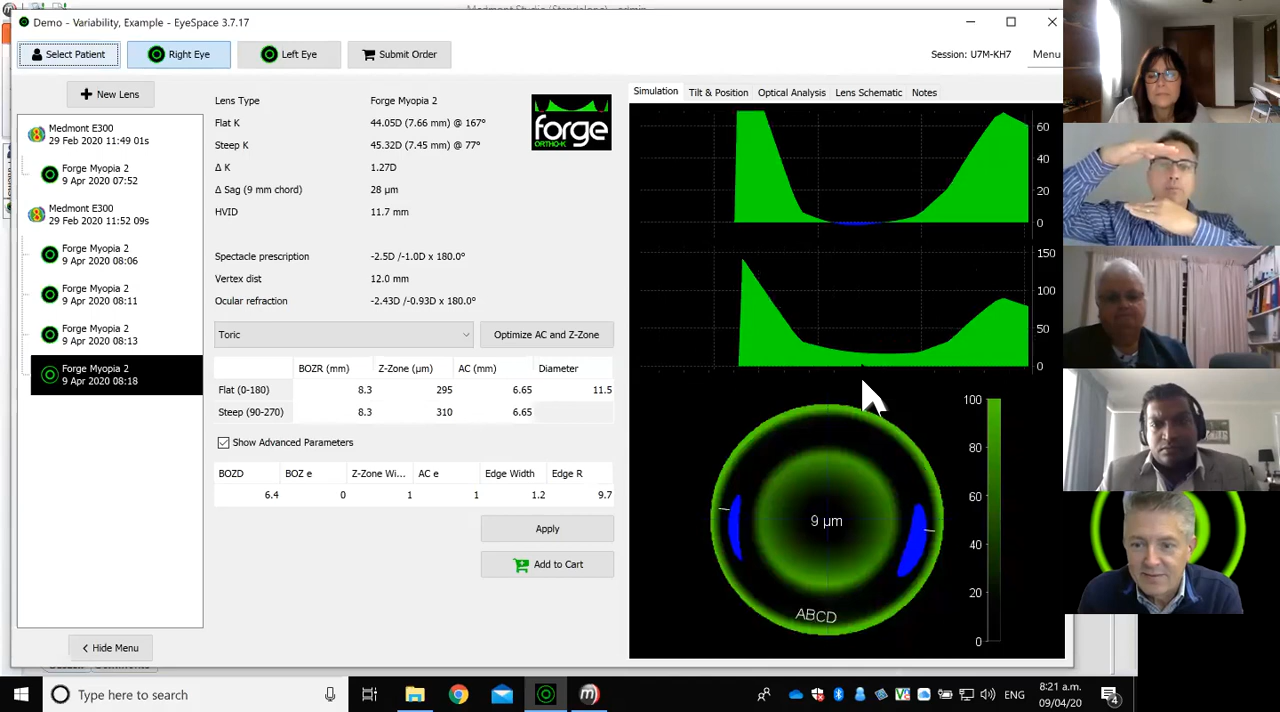 Medmont Studio (Standalone) - admin
Demo - Variability, Example - EyeSpace 3.7.17
Select Patient Right Eye Left Eye Submit Order Session: U7M-KH7 Menu
New Lens
Medmont E300
29 Feb 2020 11:49 01s
Forge Myopia 2
9 Apr 2020 07:52
Medmont E300
29 Feb 2020 11:52 09s
Forge Myopia 2
9 Apr 2020 08:06
Forge Myopia 2
9 Apr 2020 08:11
Forge Myopia 2
9 Apr 2020 08:13
Forge Myopia 2
9 Apr 2020 08:18
Hide Menu
Lens Type Forge Myopia 2
Flat K 44.05D (7.66 mm) @ 167°
Steep K 45.32D (7.45 mm) @ 77°
Δ K 1.27D
Δ Sag (9 mm chord) 28 µm
HVID 11.7 mm
forge
ORTHO-K
Spectacle prescription -2.5D /-1.0D x 180.0°
Vertex dist 12.0 mm
Ocular refraction -2.43D /-0.93D x 180.0°
Toric Optimize AC and Z-Zone
BOZR (mm) Z-Zone (µm) AC (mm) Diameter
Flat (0-180) 8.3 295 6.65 11.5
Steep (90-270) 8.3 310 6.65
Show Advanced Parameters
BOZD BOZ e Z-Zone Wi... AC e Edge Width Edge R
6.4 0 1 1 1.2 9.7
Apply
Add to Cart
Simulation Tilt & Position Optical Analysis Lens Schematic Notes
60
40
20
0
150
100
50
0
100
80
60
40
20
0
9 µm
ABCD
Type here to search
ENG
8:21 a.m.
09/04/20
4